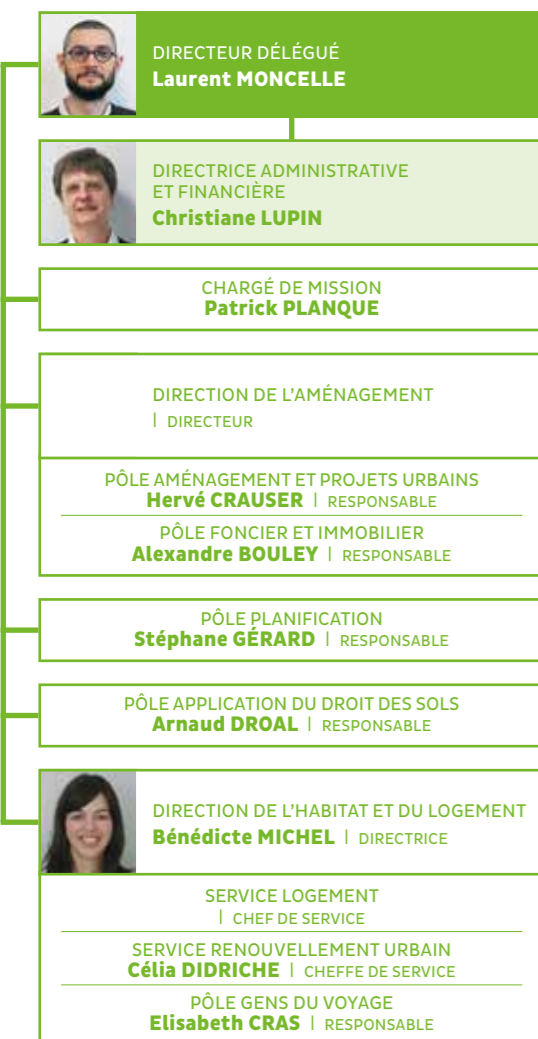 DIRECTEUR DÉLÉGUÉ
Laurent MONCELLE
DIRECTRICE ADMINISTRATIVE
ET FINANCIÈRE
Christiane LUPIN
CHARGÉ DE MISSION
Patrick PLANQUE
DIRECTION DE L’AMÉNAGEMENT
| DIRECTEUR
PÔLE AMÉNAGEMENT ET PROJETS URBAINS
Hervé CRAUSER | RESPONSABLE
PÔLE FONCIER ET IMMOBILIER
Alexandre BOULEY | RESPONSABLE
PÔLE PLANIFICATION
Stéphane GÉRARD | RESPONSABLE
PÔLE APPLICATION DU DROIT DES SOLS
Arnaud DROAL | RESPONSABLE
DIRECTION DE L’HABITAT ET DU LOGEMENT
Bénédicte MICHEL | DIRECTRICE
SERVICE LOGEMENT
| CHEF DE SERVICE
SERVICE RENOUVELLEMENT URBAIN
Célia DIDRICHE | CHEFFE DE SERVICE
PÔLE GENS DU VOYAGE
Elisabeth CRAS | RESPONSABLE